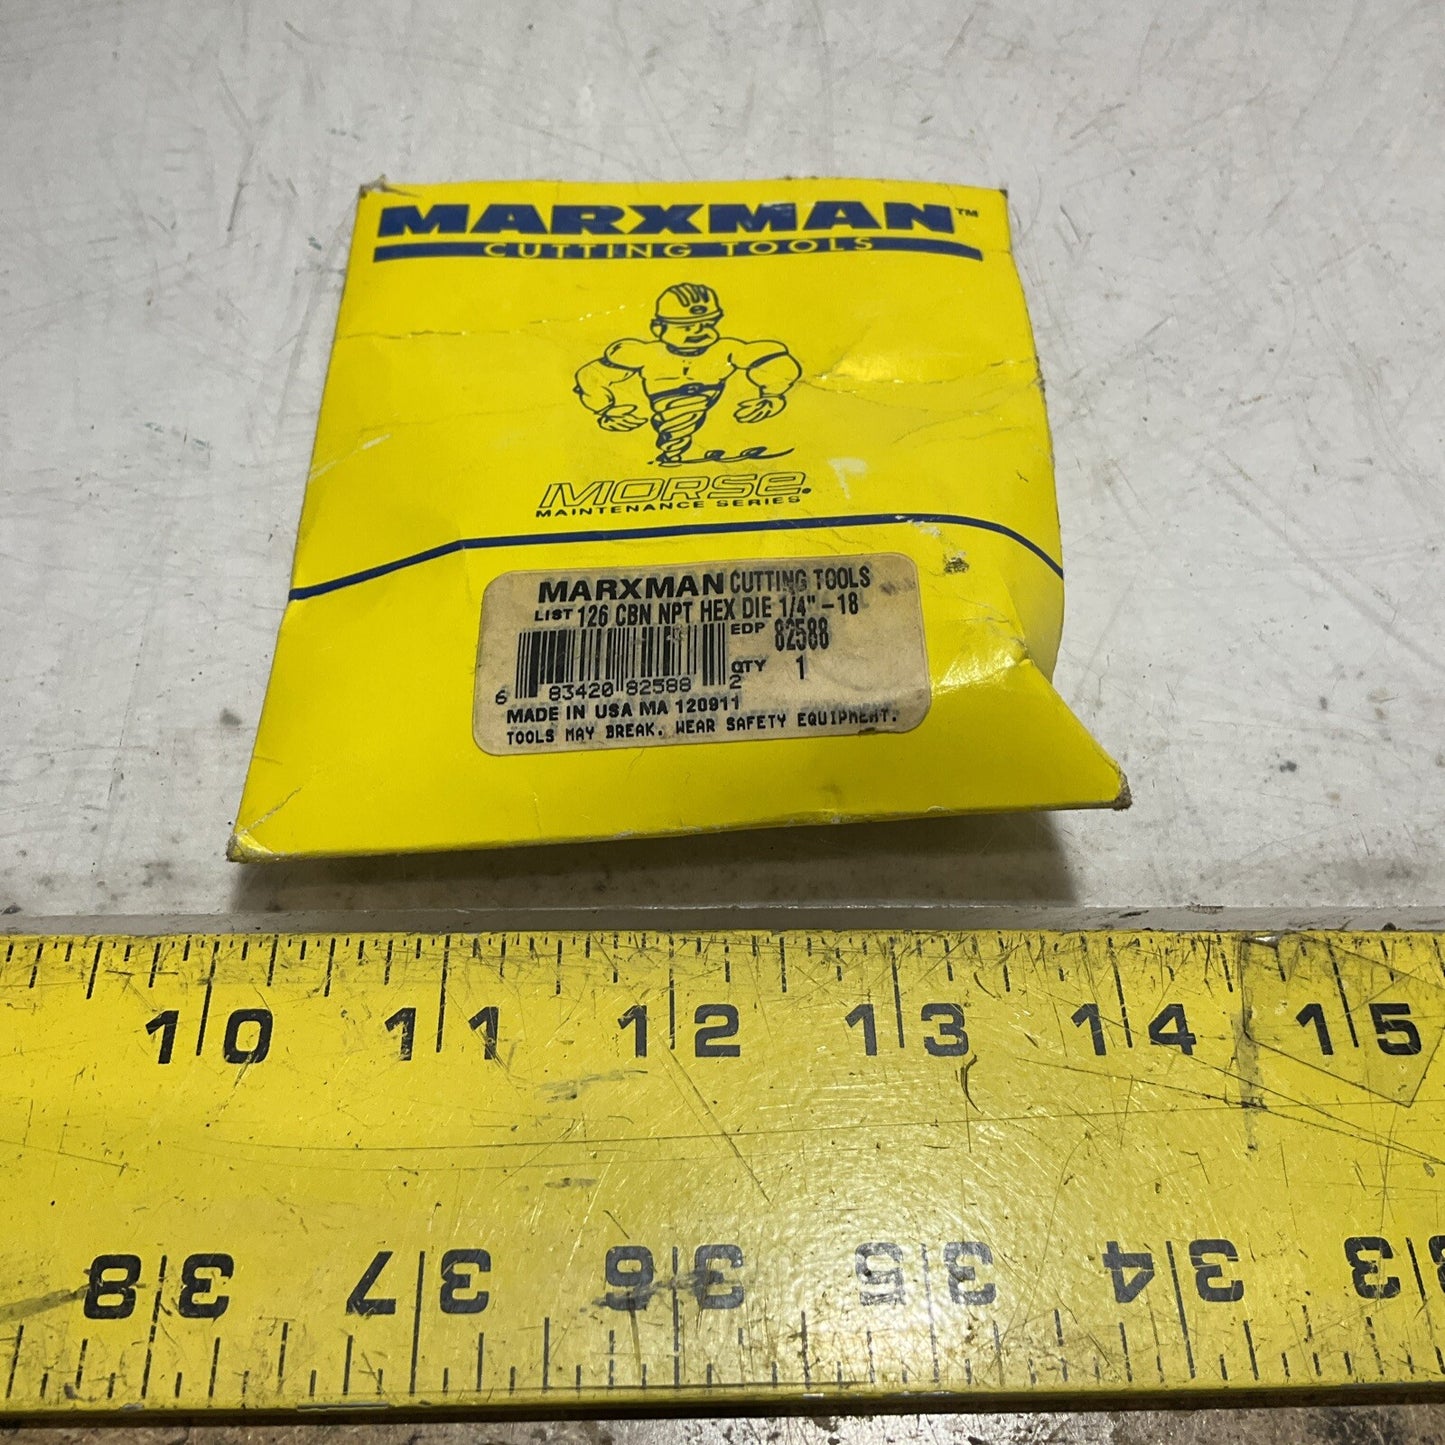 MARXMAN™
CUTTING TOOLS
MORSE®
MAINTENANCE SERIES
MARXMAN CUTTING TOOLS
LIST 126 CBN NPT HEX DIE 1/4"-18
EDP 82588
QTY 1
6 83420 82588 2
MADE IN USA MA 120911
TOOLS MAY BREAK. WEAR SAFETY EQUIPMENT.
10 11 12 13 14 15
38 37 36 35 34 33